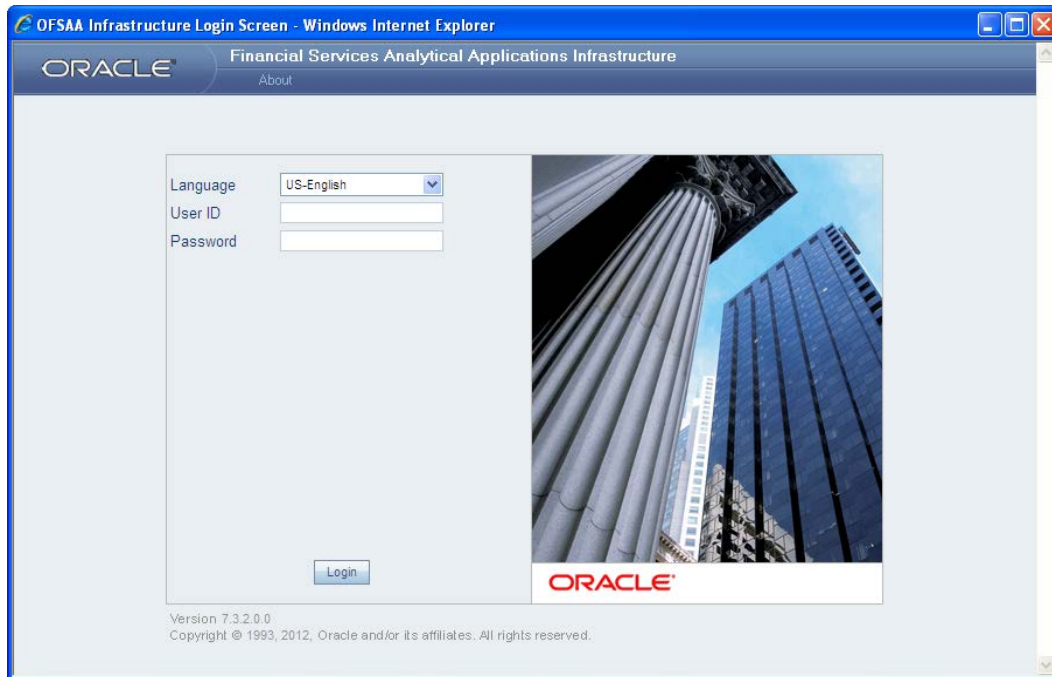 OFSAA Infrastructure Login Screen - Windows Internet Explorer
ORACLE
Financial Services Analytical Applications Infrastructure
About
Language
US-English
User ID
Password
Login
ORACLE
Version 7.3.2.0.0
Copyright © 1993, 2012, Oracle and/or its affiliates. All rights reserved.